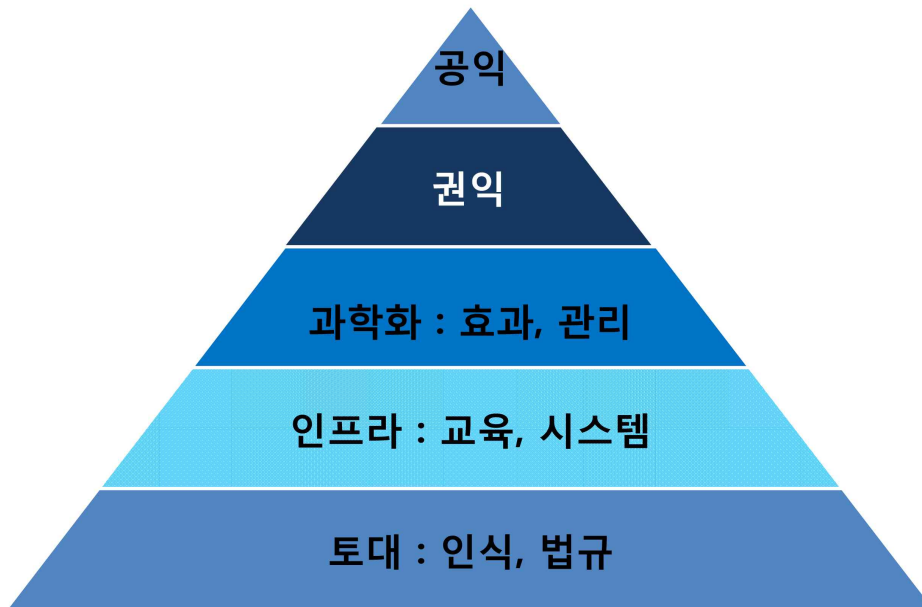 공익
권익
과학화 : 효과, 관리
인프라 : 교육, 시스템
토대 : 인식, 법규